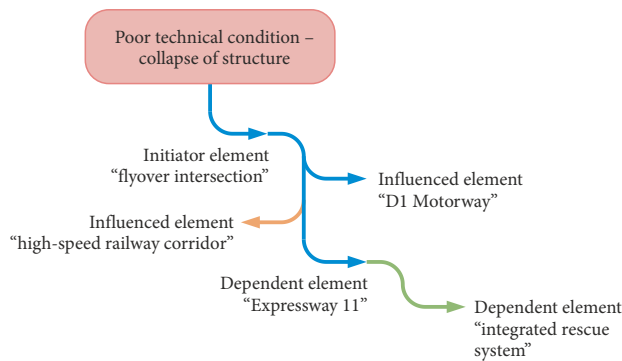 Poor technical condition –
collapse of structure
Initiator element
“flyover intersection”
Influenced element
“D1 Motorway”
Influenced element
“high-speed railway corridor”
Dependent element
“Expressway 11”
Dependent element
“integrated rescue
system”